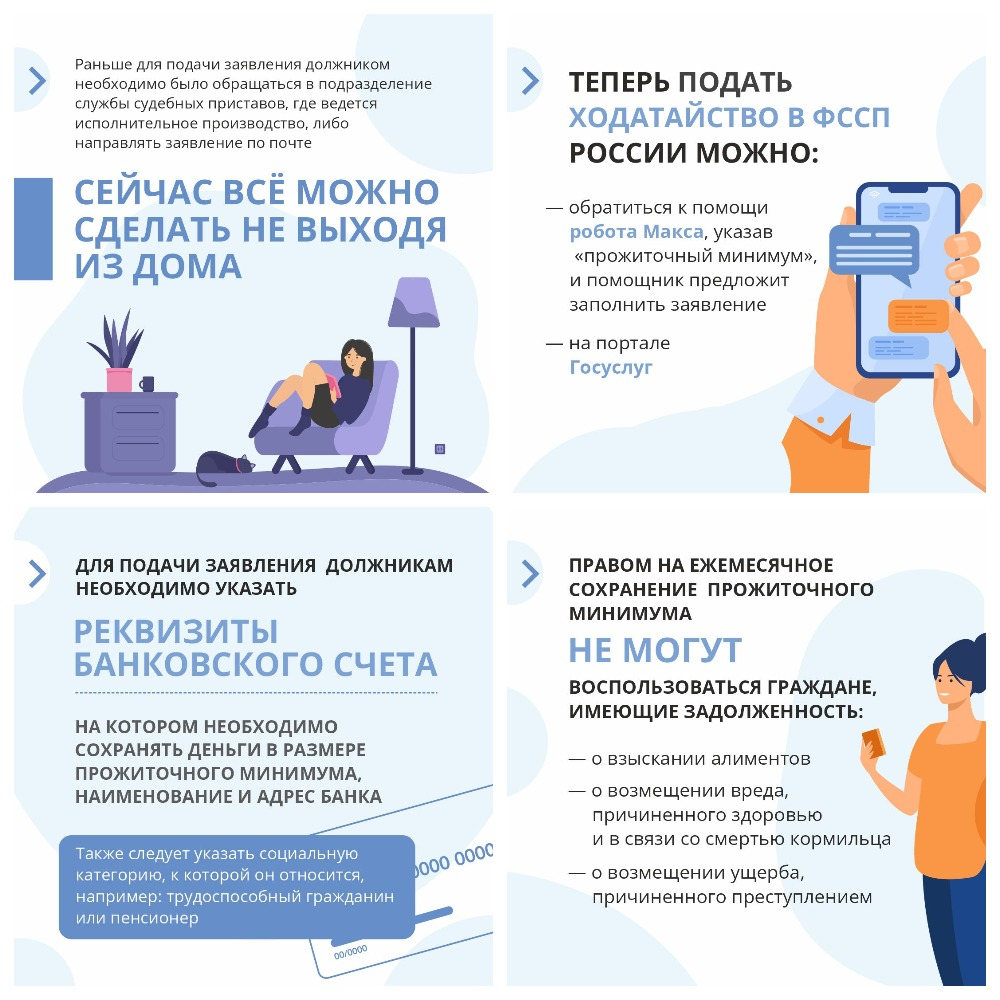 Раньше для подачи заявления должником
необходимо было обращаться в подразделение
службы судебных приставов, где ведется
исполнительное производство, либо
направлять заявление по почте
СЕЙЧАС ВСЁ МОЖНО
СДЕЛАТЬ НЕ ВЫХОДЯ
ИЗ ДОМА
ТЕПЕРЬ ПОДАТЬ
ХОДАТАЙСТВО В ФССП
РОССИИ МОЖНО:
— обратиться к помощи
робота Макса, указав
«прожиточный минимум»,
и помощник предложит
заполнить заявление
— на портале
Госуслуг
ДЛЯ ПОДАЧИ ЗАЯВЛЕНИЯ ДОЛЖНИКАМ
НЕОБХОДИМО УКАЗАТЬ
РЕКВИЗИТЫ
БАНКОВСКОГО СЧЕТА
НА КОТОРОМ НЕОБХОДИМО
СОХРАНЯТЬ ДЕНЬГИ В РАЗМЕРЕ
ПРОЖИТОЧНОГО МИНИМУМА,
НАИМЕНОВАНИЕ И АДРЕС БАНКА
Также следует указать социальную
категорию, к которой он относится,
например: трудоспособный гражданин
или пенсионер
0000 0000
00/0000
ПРАВОМ НА ЕЖЕМЕСЯЧНОЕ
СОХРАНЕНИЕ ПРОЖИТОЧНОГО
МИНИМУМА
НЕ МОГУТ
ВОСПОЛЬЗОВАТЬСЯ ГРАЖДАНЕ,
ИМЕЮЩИЕ ЗАДОЛЖЕННОСТЬ:
— о взыскании алиментов
— о возмещении вреда,
причиненного здоровью
и в связи со смертью кормильца
— о возмещении ущерба,
причиненного преступлением